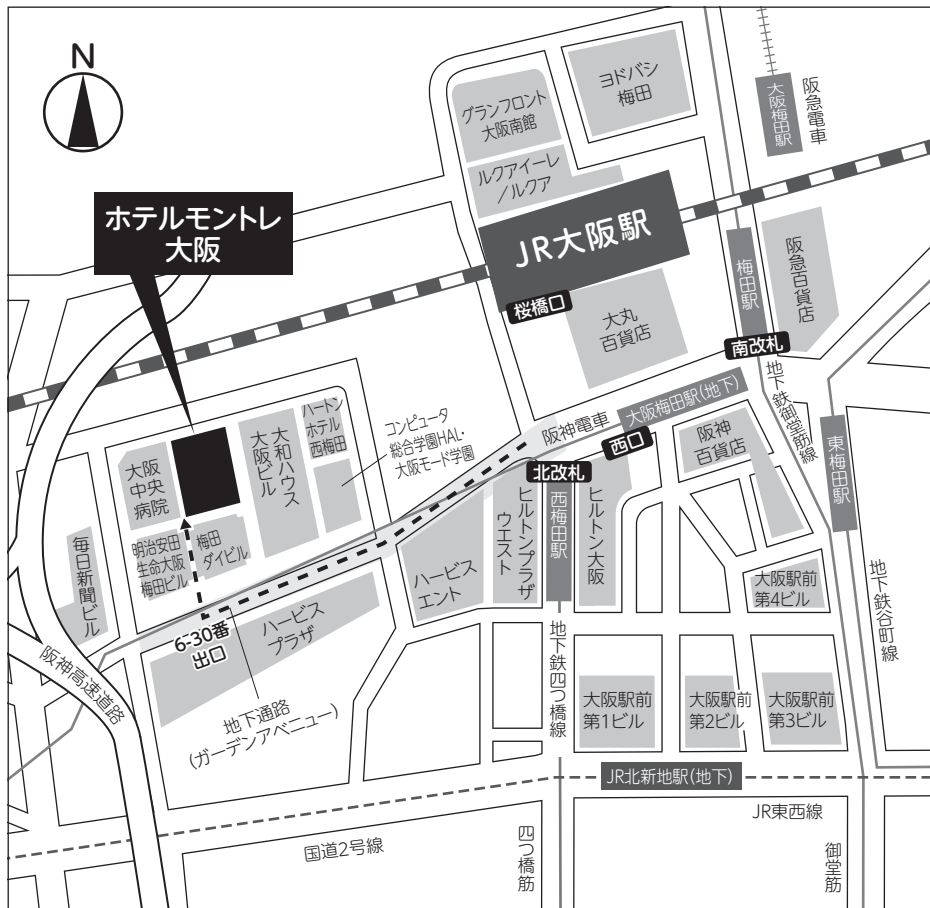 N
ヨドバシ
梅田
グランフロント
大阪南館
ルクアイーレ
/ルクア
大阪梅田駅
阪急電車
ホテルモントレ
大阪
JR大阪駅
桜橋口
大丸
百貨店
梅田駅
阪急百貨店
南改札
地下鉄御堂筋線
大阪梅田駅(地下)
阪神電車
西口
阪神
百貨店
東梅田駅
ハートン
ホテル
西梅田
コンピュータ
総合学園HAL・
大阪モード学園
大和ハウス
大阪ビル
大阪
中央
病院
北改札
西梅田駅
ヒルトンプラザ
ウエスト
ヒルトン大阪
毎日新聞ビル
明治安田
生命大阪
梅田ビル
梅田
ダイビル
ハービス
エント
大阪駅前
第4ビル
地下鉄谷町線
6-30番
出口
ハービス
プラザ
地下鉄四つ橋線
阪神高速道路
地下通路
(ガーデンアベニュー)
大阪駅前
第1ビル
大阪駅前
第2ビル
大阪駅前
第3ビル
JR北新地駅(地下)
JR東西線
国道2号線
四つ橋筋
御堂筋